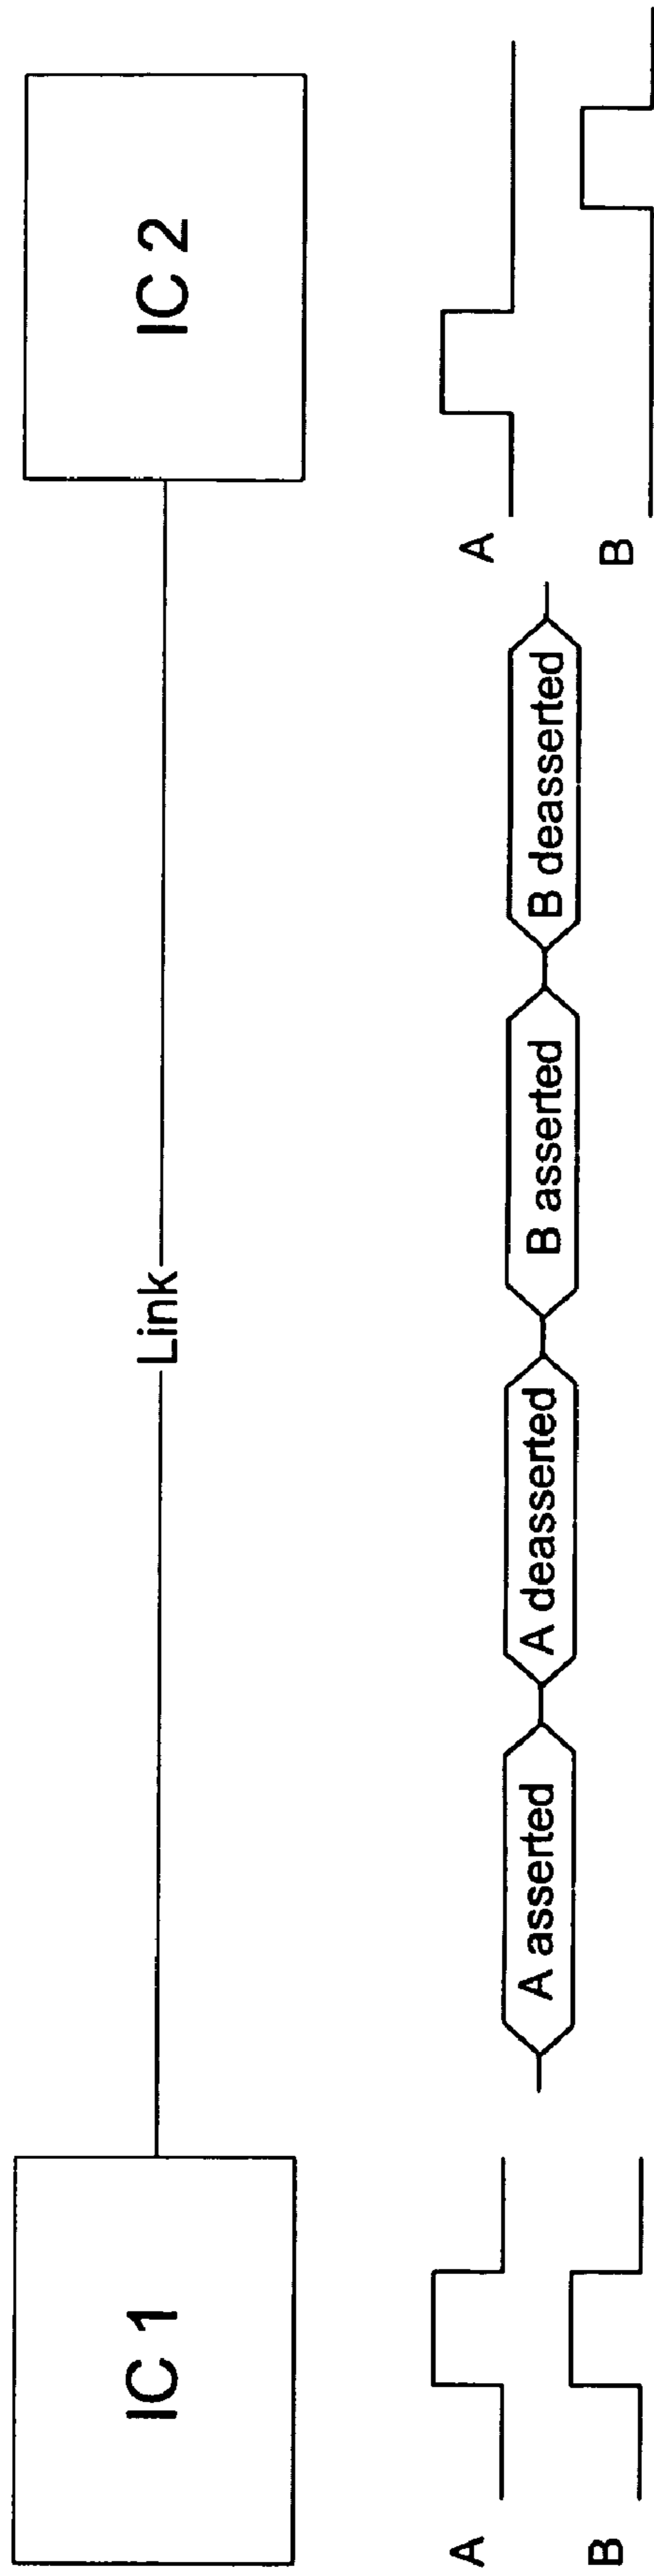 IC 1
Link
IC 2
A
A asserted
A deasserted
B asserted
B deasserted
A
B
B